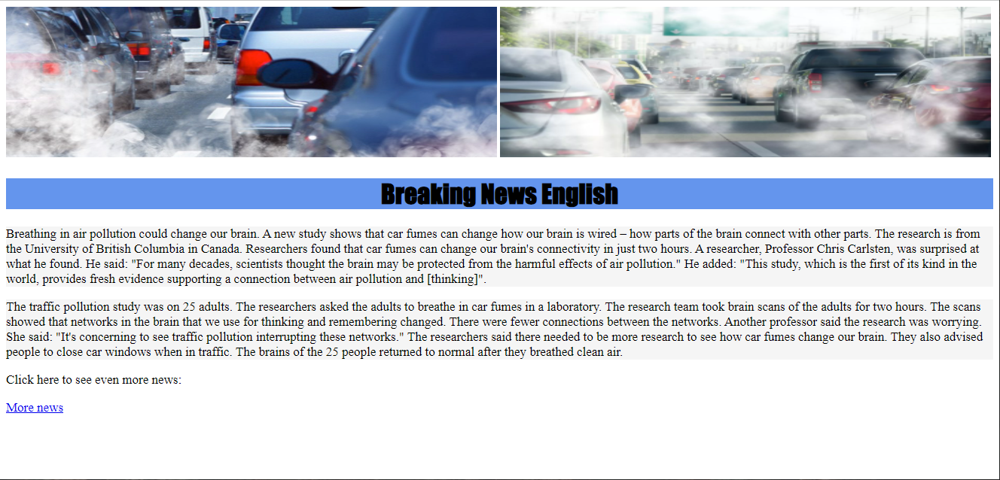 Breaking News English
Breathing in air pollution could change our brain. A new study shows that car fumes can change how our brain is wired – how parts of the brain connect with other parts. The research is from
the University of British Columbia in Canada. Researchers found that car fumes can change our brain's connectivity in just two hours. A researcher, Professor Chris Carlsten, was surprised at
what he found. He said: "For many decades, scientists thought the brain may be protected from the harmful effects of air pollution." He added: "This study, which is the first of its kind in the
world, provides fresh evidence supporting a connection between air pollution and [thinking]".
The traffic pollution study was on 25 adults. The researchers asked the adults to breathe in car fumes in a laboratory. The research team took brain scans of the adults for two hours. The scans
showed that networks in the brain that we use for thinking and remembering changed. There were fewer connections between the networks. Another professor said the research was worrying.
She said: "It's concerning to see traffic pollution interrupting these networks." The researchers said there needed to be more research to see how car fumes change our brain. They also advised
people to close car windows when in traffic. The brains of the 25 people returned to normal after they breathed clean air.
Click here to see even more news:
More news